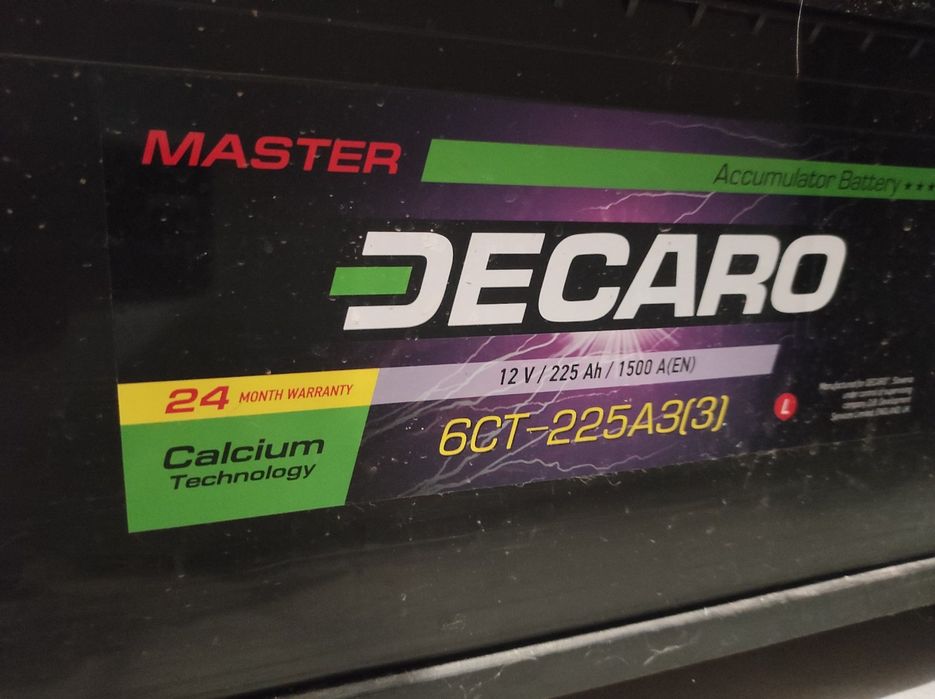 MASTER
Accumulator Battery ★★★
DECARO
12 V / 225 Ah / 1500 A(EN)
24 MONTH WARRANTY
6CT-225A3(3)
L
Calcium
Technology